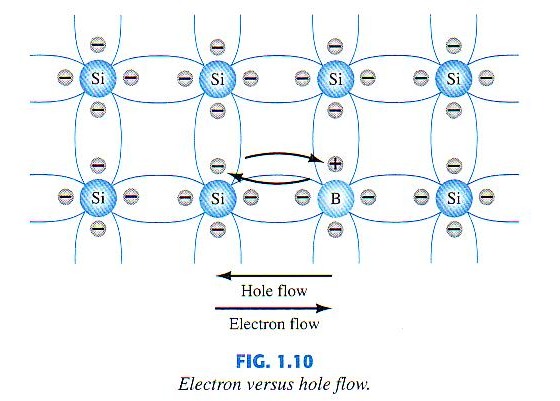 Si Si Si Si
Si Si B Si
Hole flow
Electron flow
FIG. 1.10
Electron versus hole flow.